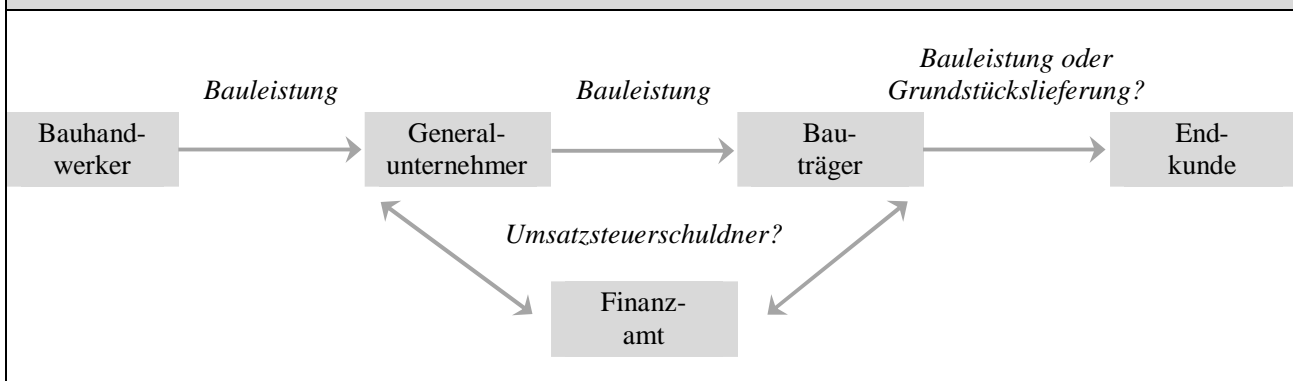 Bauleistung oder
Grundstückslieferung?
Bauleistung
Bauleistung
Bauhand-
werker
General-
unternehmer
Bau-
träger
End-
kunde
Umsatzsteuerschuldner?
Finanz-
amt